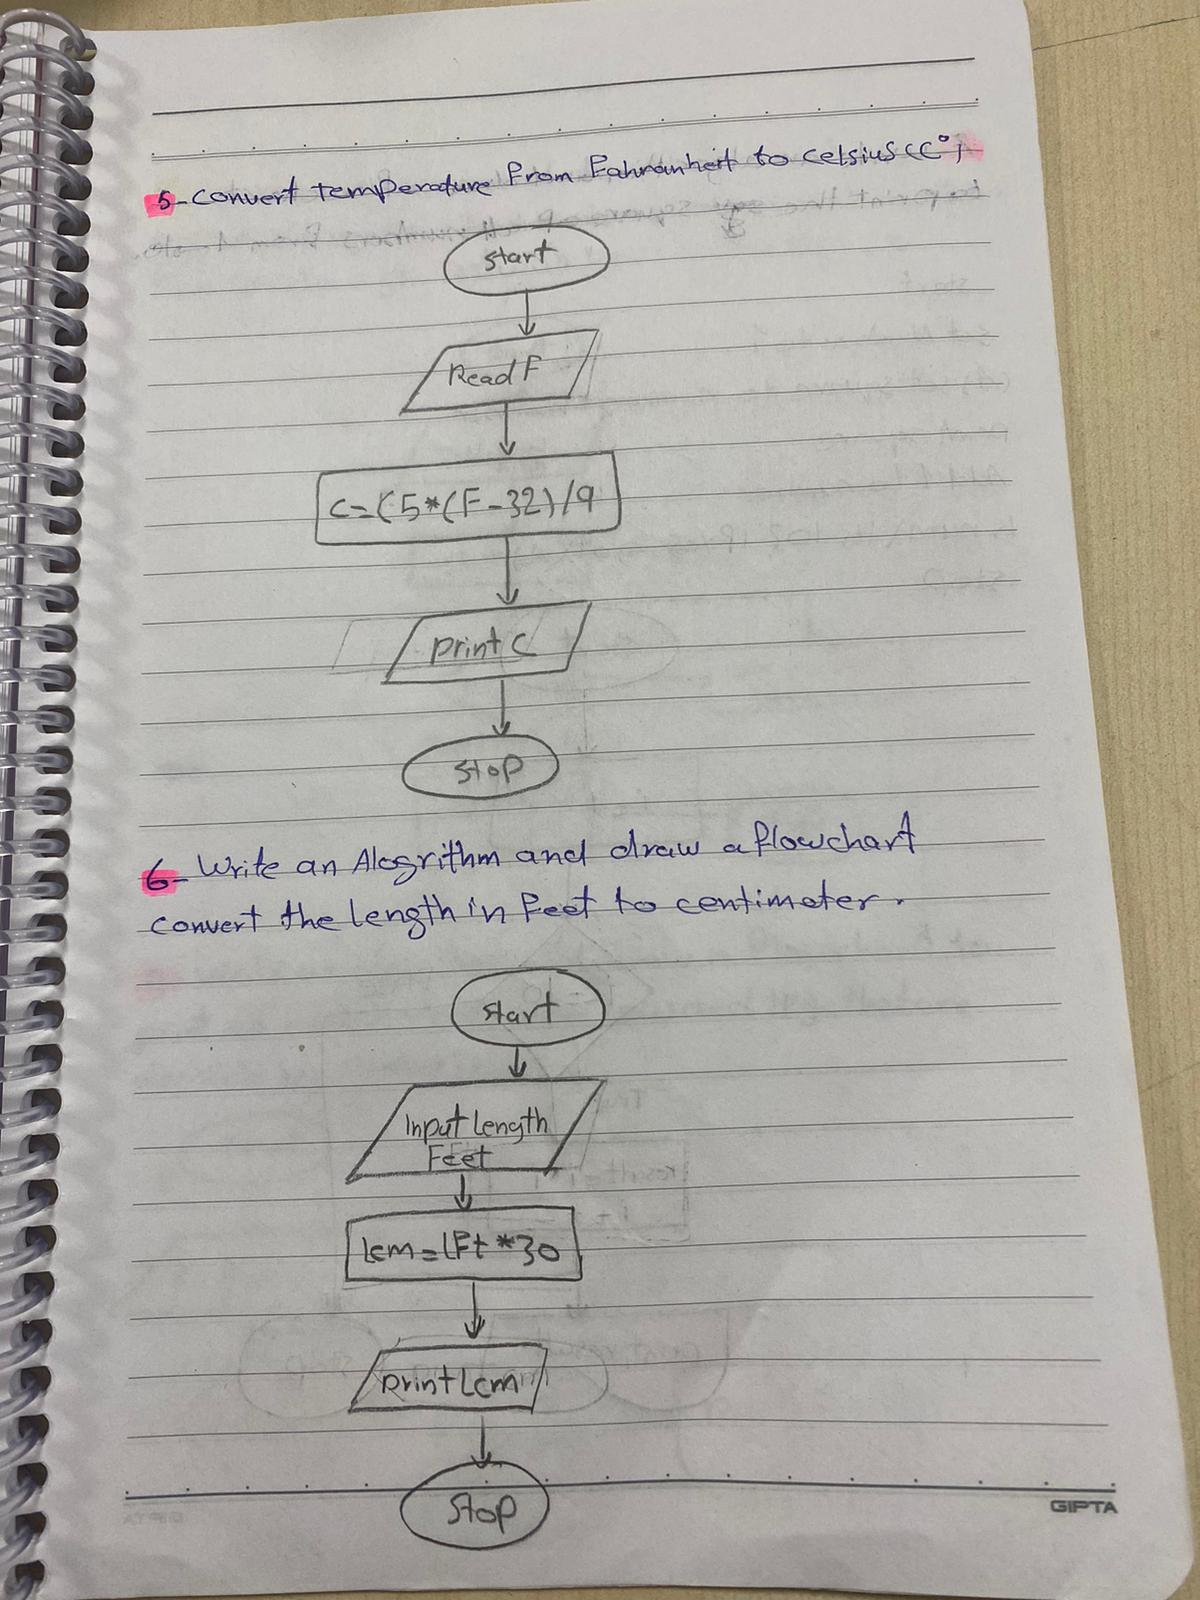 5-convert temperature from Fahranheit to celsius (C°)
start
Read F
C=(5*(F-32)/9
print C
stop
6- Write an Alogrithm and draw a flowchart
convert the length in feet to centimeter.
start
Input Length
Feet
Lcm=LFt *30
print Lcm
stop
GIPTA